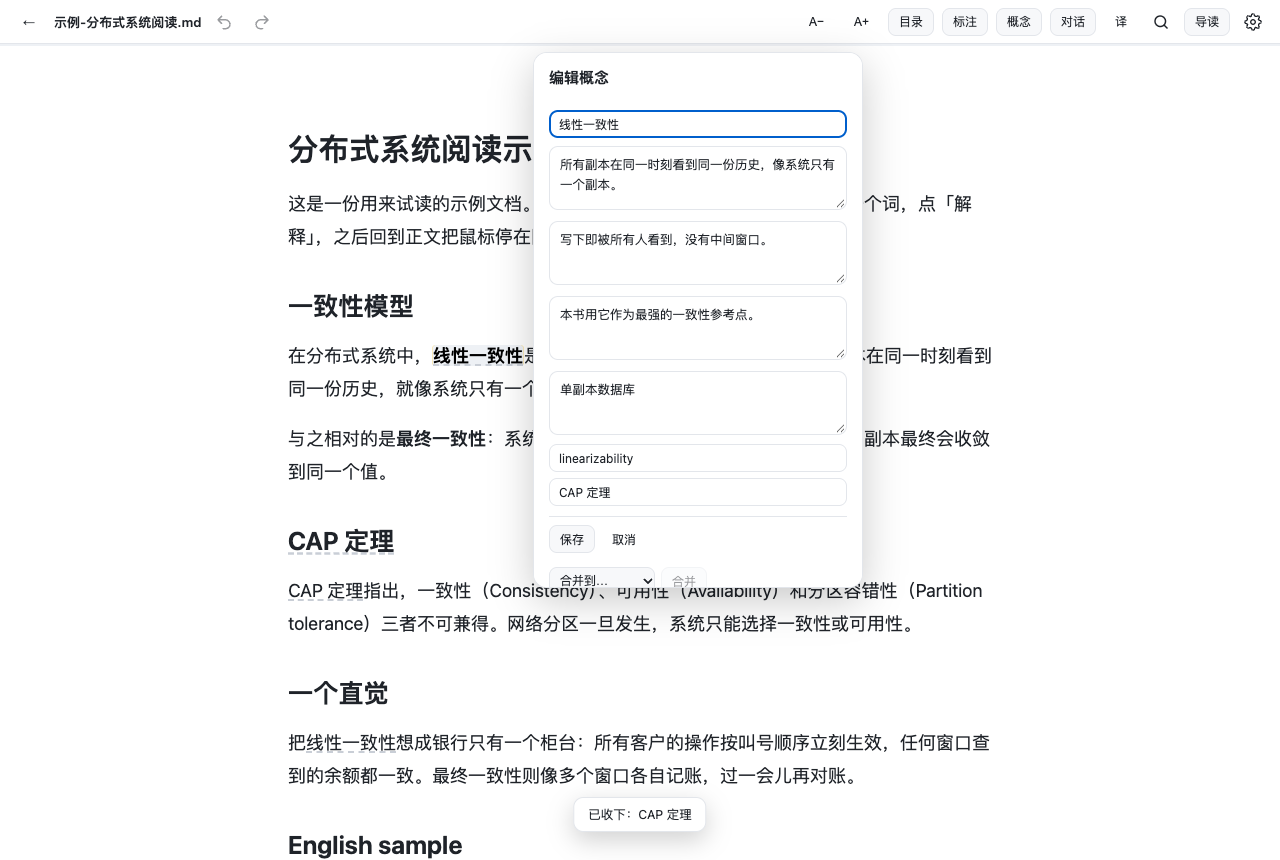 ← 示例-分布式系统阅读.md A− A+ 目录 标注 概念 对话 译 导读
编辑概念
线性一致性
分布式系统阅读示
所有副本在同一时刻看到同一份历史，像系统只有
一个副本。
这是一份用来试读的示例文档。 个词，点「解
释」，之后回到正文把鼠标停在
写下即被所有人看到，没有中间窗口。
一致性模型
本书用它作为最强的一致性参考点。
在分布式系统中，线性一致性是 在同一时刻看到
同一份历史，就像系统只有一个
单副本数据库
与之相对的是最终一致性：系统 副本最终会收敛
到同一个值。
linearizability
CAP 定理
保存 取消
CAP 定理
合并到... 合并
CAP 定理指出，一致性（Consistency）、可用性（Availability）和分区容错性（Partition
tolerance）三者不可兼得。网络分区一旦发生，系统只能选择一致性或可用性。
一个直觉
把线性一致性想成银行只有一个柜台：所有客户的操作按叫号顺序立刻生效，任何窗口查
到的余额都一致。最终一致性则像多个窗口各自记账，过一会儿再对账。
已收下：CAP 定理
English sample